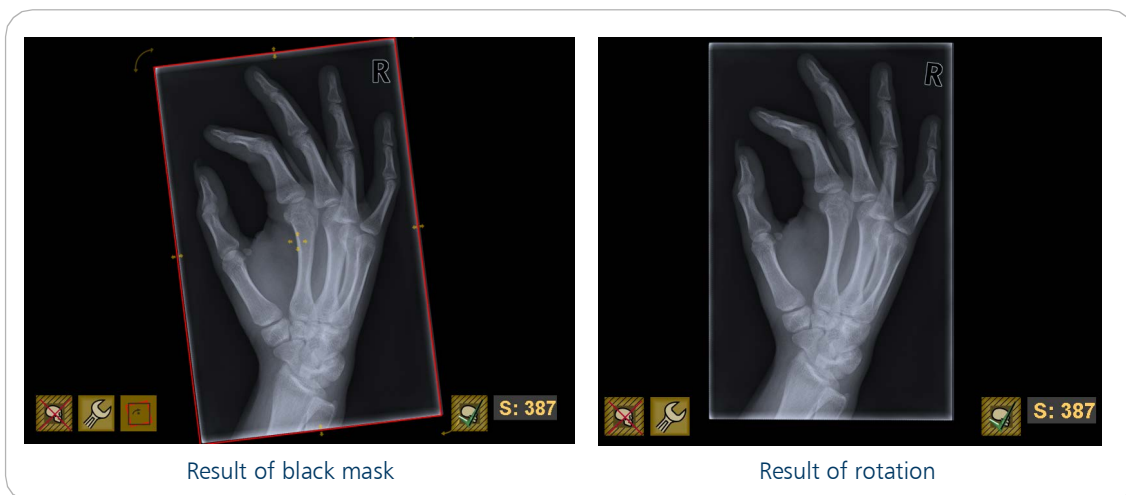 R
R
S: 387
S: 387
Result of black mask
Result of rotation